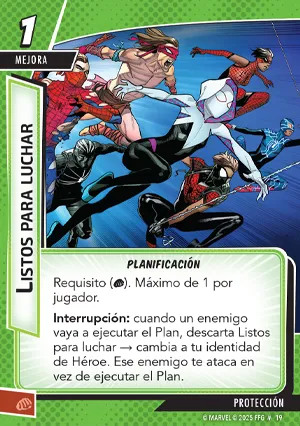 1
MEJORA
LISTOS PARA LUCHAR
PLANIFICACIÓN
Requisito (). Máximo de 1 por
jugador.
Interrupción: cuando un enemigo
vaya a ejecutar el Plan, descarta Listos
para luchar → cambia a tu identidad
de Héroe. Ese enemigo te ataca en
vez de ejecutar el Plan.
PROTECCIÓN
© MARVEL © 2025 FFG 19